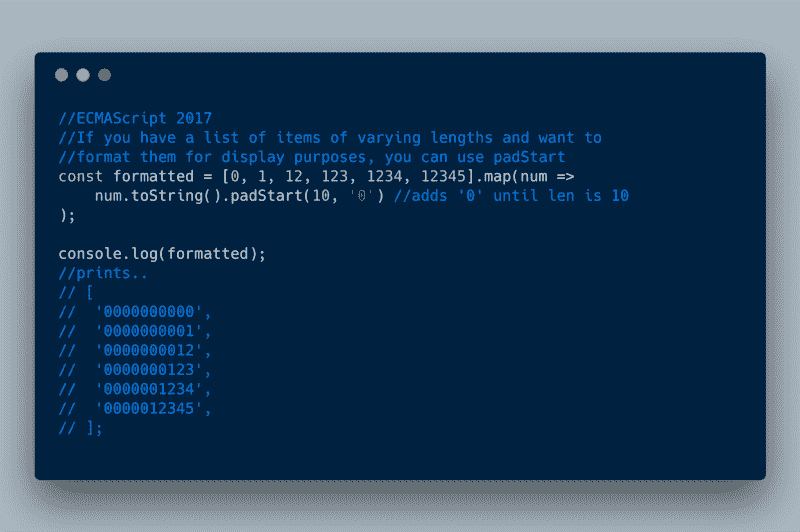 //ECMAScript 2017
//If you have a list of items of varying lengths and want to
//format them for display purposes, you can use padStart
const formatted = [0, 1, 12, 123, 1234, 12345].map(num =>
    num.toString().padStart(10, '0') //adds '0' until len is 10
);

console.log(formatted);
//prints..
// [
//  '0000000000',
//  '0000000001',
//  '0000000012',
//  '0000000123',
//  '0000001234',
//  '0000012345',
// ];